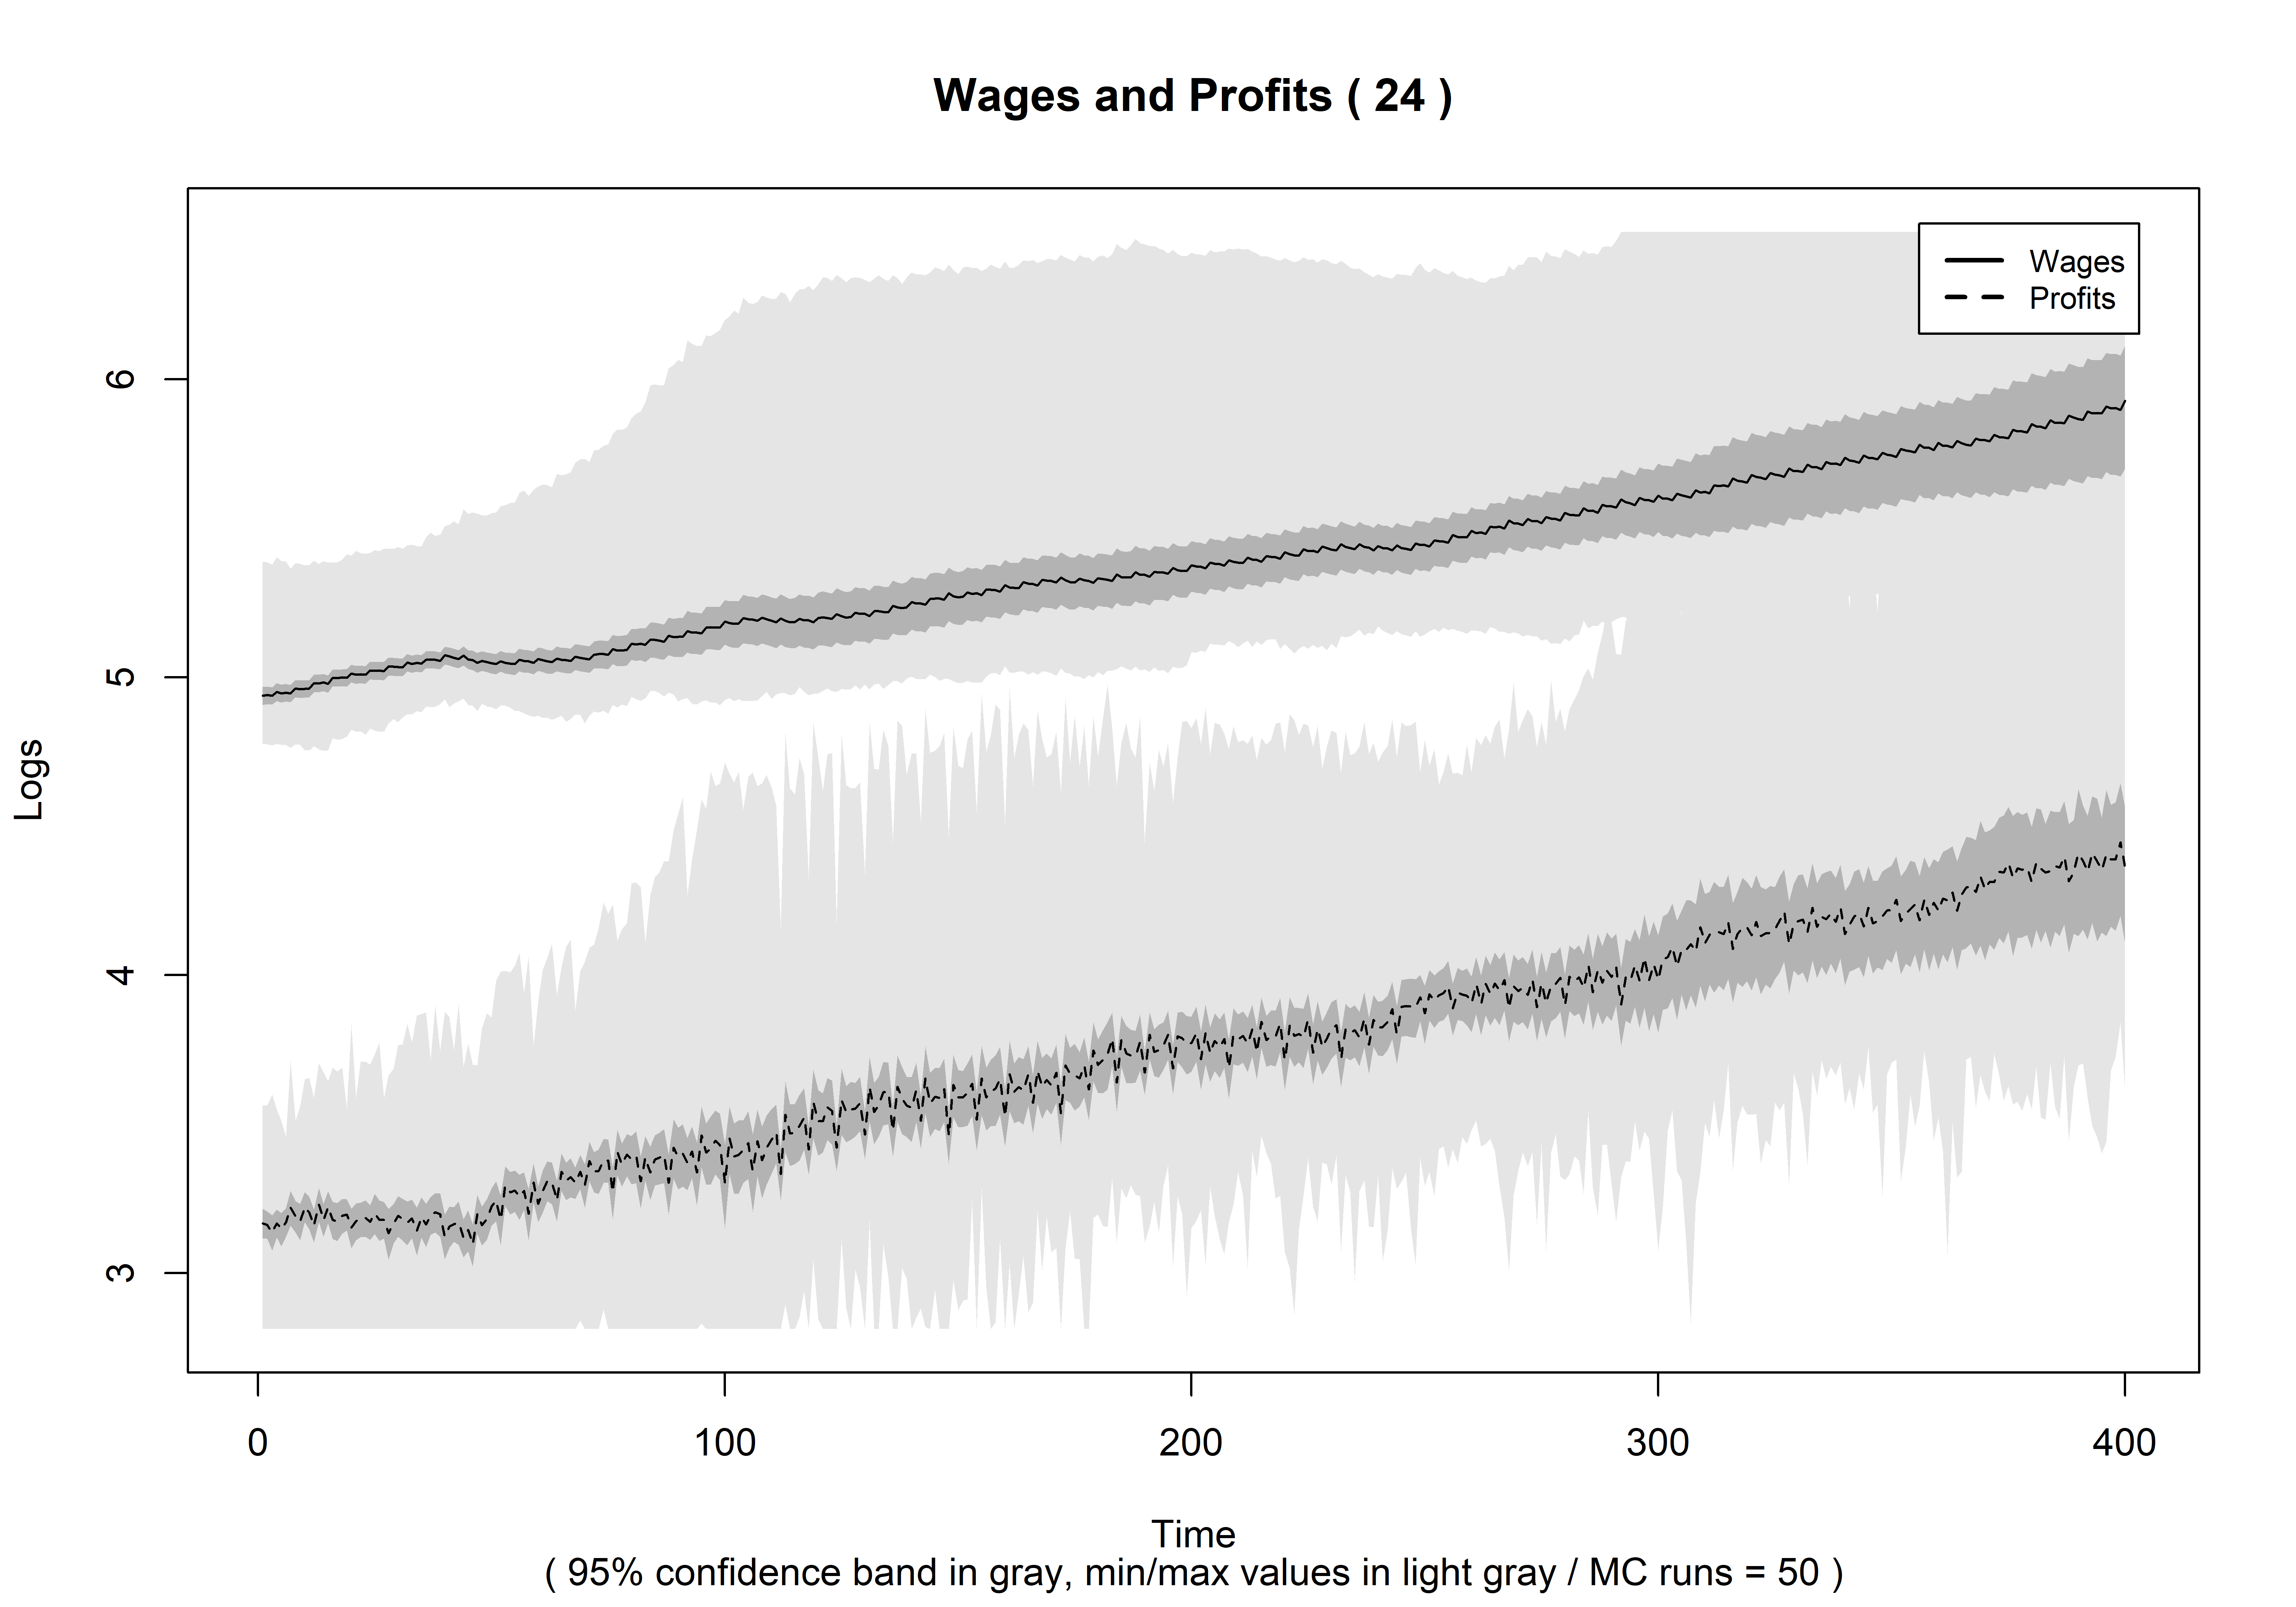 Wages and Profits ( 24 )
Wages
Profits
6
5
4
3
Logs
0 100 200 300 400
Time
( 95% confidence band in gray, min/max values in light gray / MC runs = 50 )